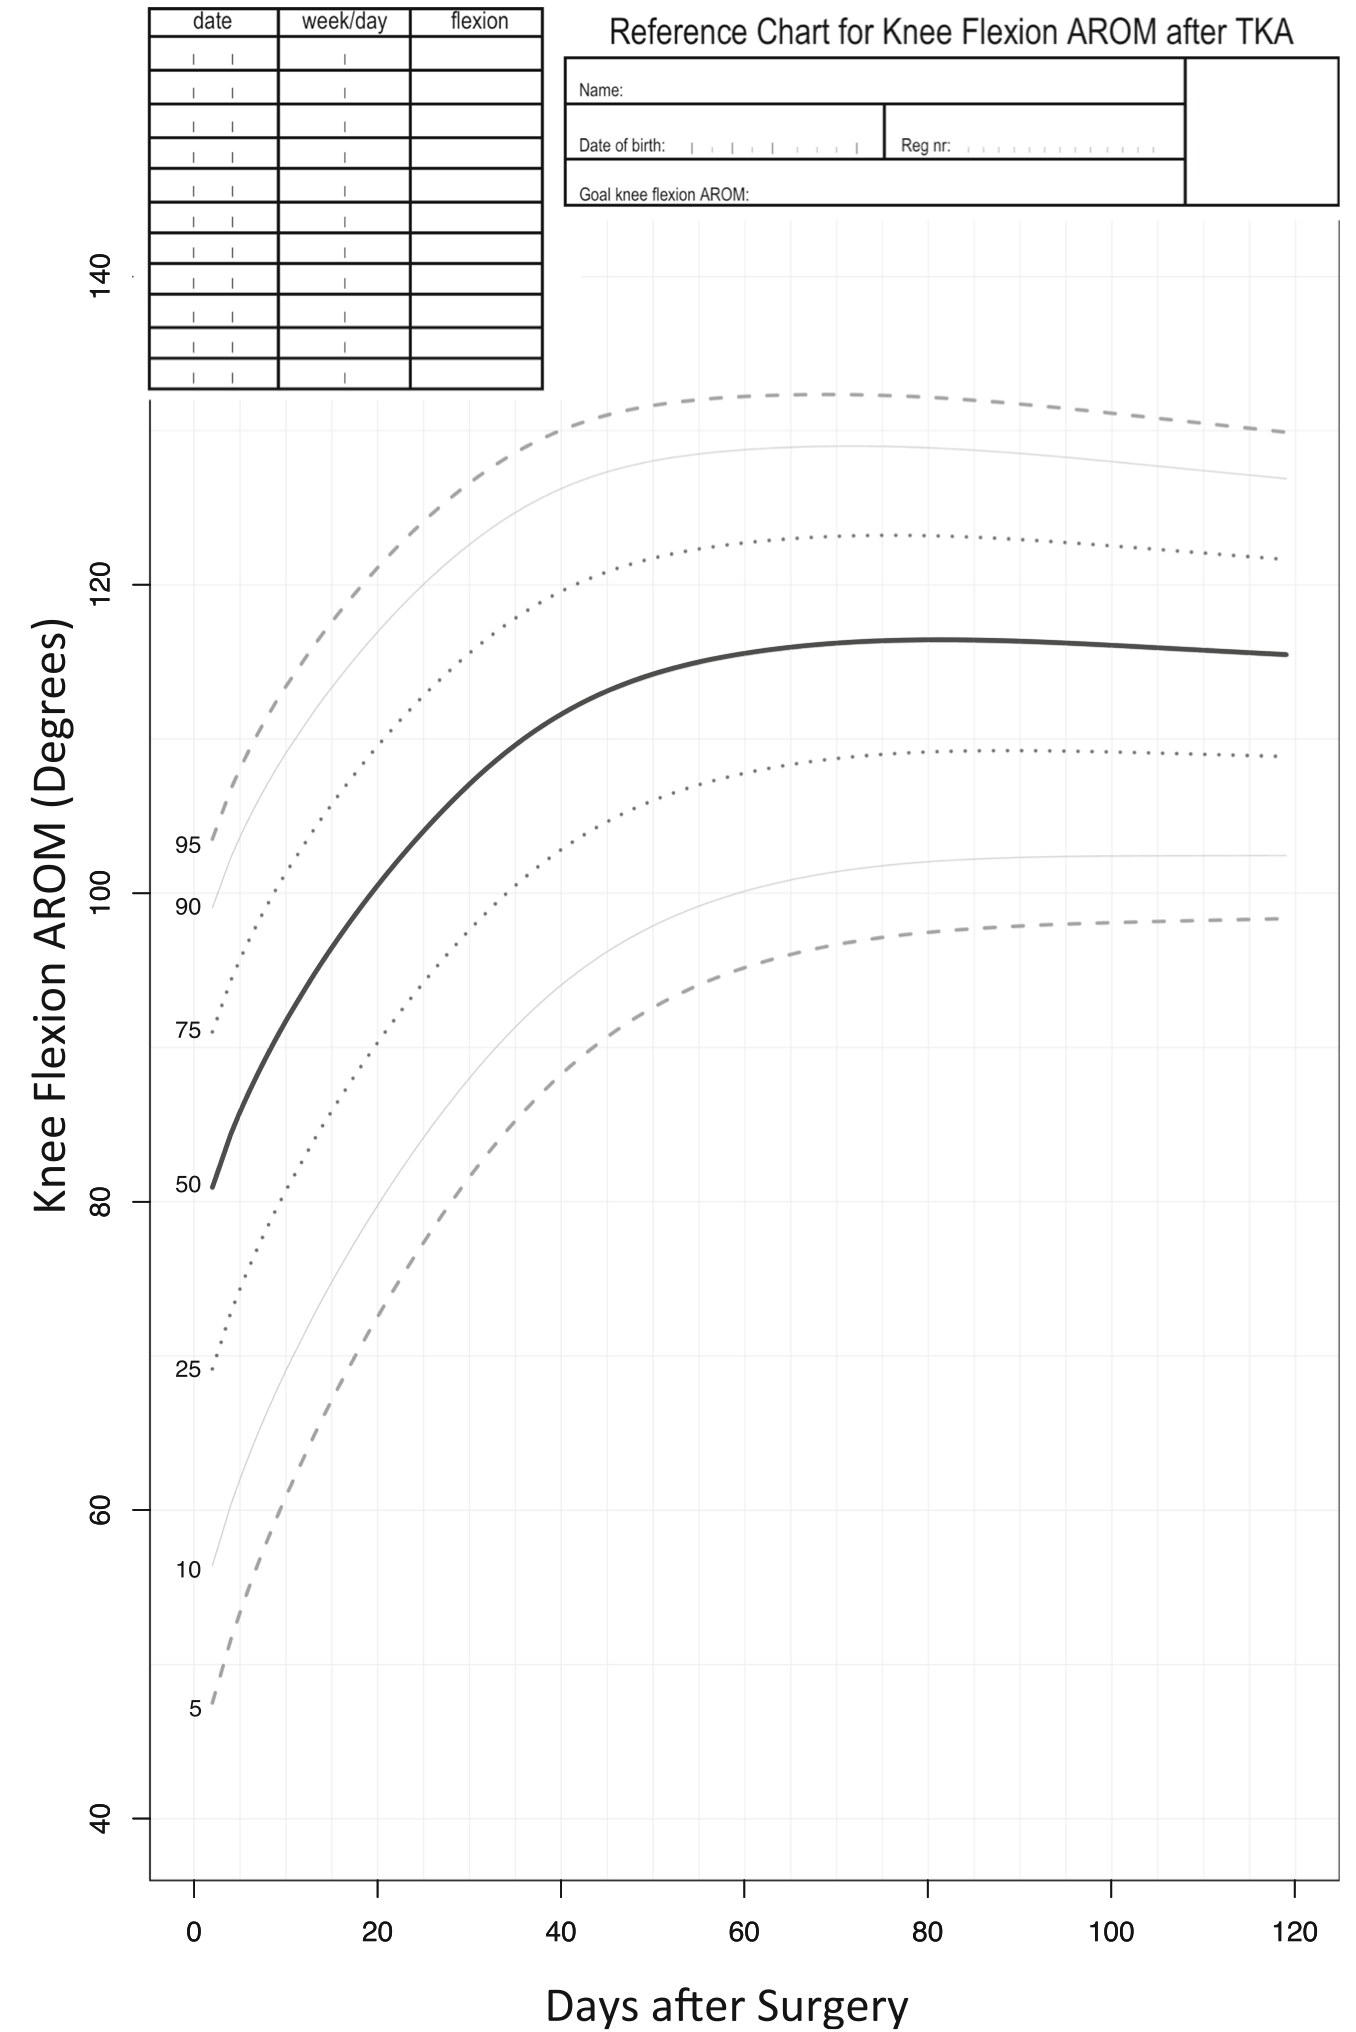 date week/day flexion
Reference Chart for Knee Flexion AROM after TKA
Name:
Date of birth: Reg nr:
Goal knee flexion AROM:
Knee Flexion AROM (Degrees)
140
120
100
80
60
40
95
90
75
50
25
10
5
0 20 40 60 80 100 120
Days after Surgery